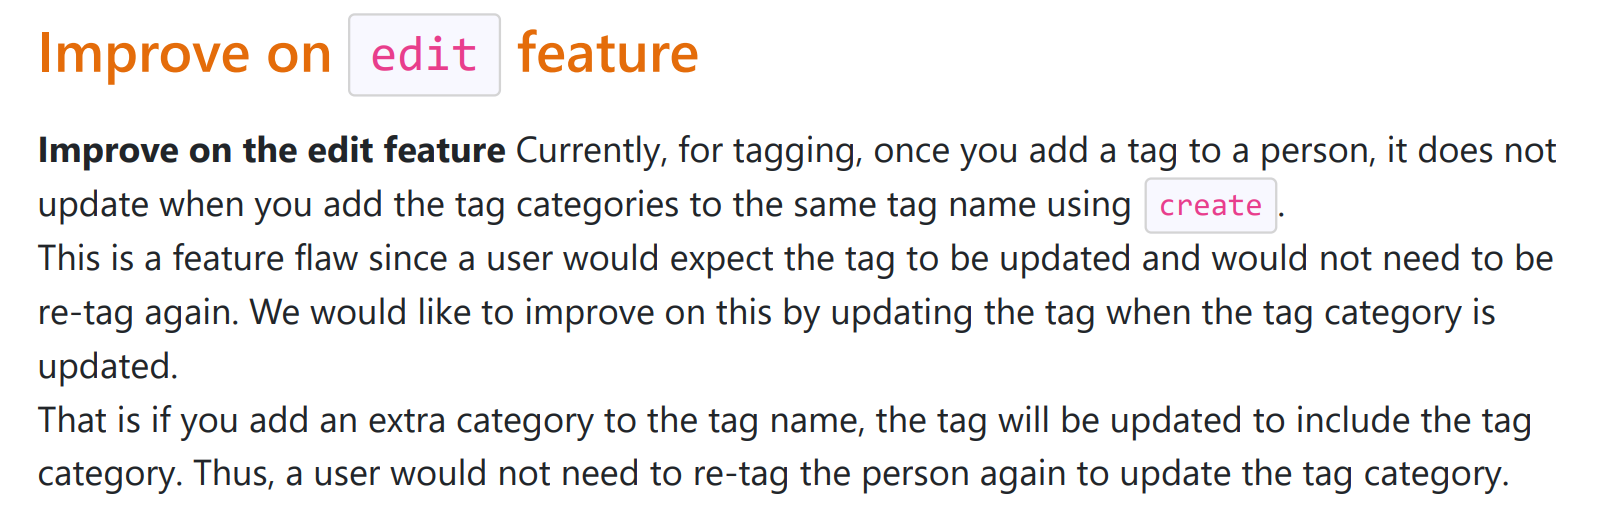 Improve on edit feature
Improve on the edit feature Currently, for tagging, once you add a tag to a person, it does not
update when you add the tag categories to the same tag name using create.
This is a feature flaw since a user would expect the tag to be updated and would not need to be
re-tag again. We would like to improve on this by updating the tag when the tag category is
updated.
That is if you add an extra category to the tag name, the tag will be updated to include the tag
category. Thus, a user would not need to re-tag the person again to update the tag category.